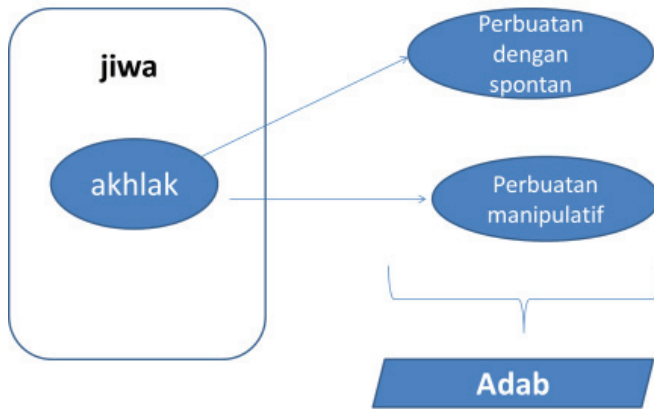 jiwa
akhlak
Perbuatan
dengan
spontan
Perbuatan
manipulatif
Adab